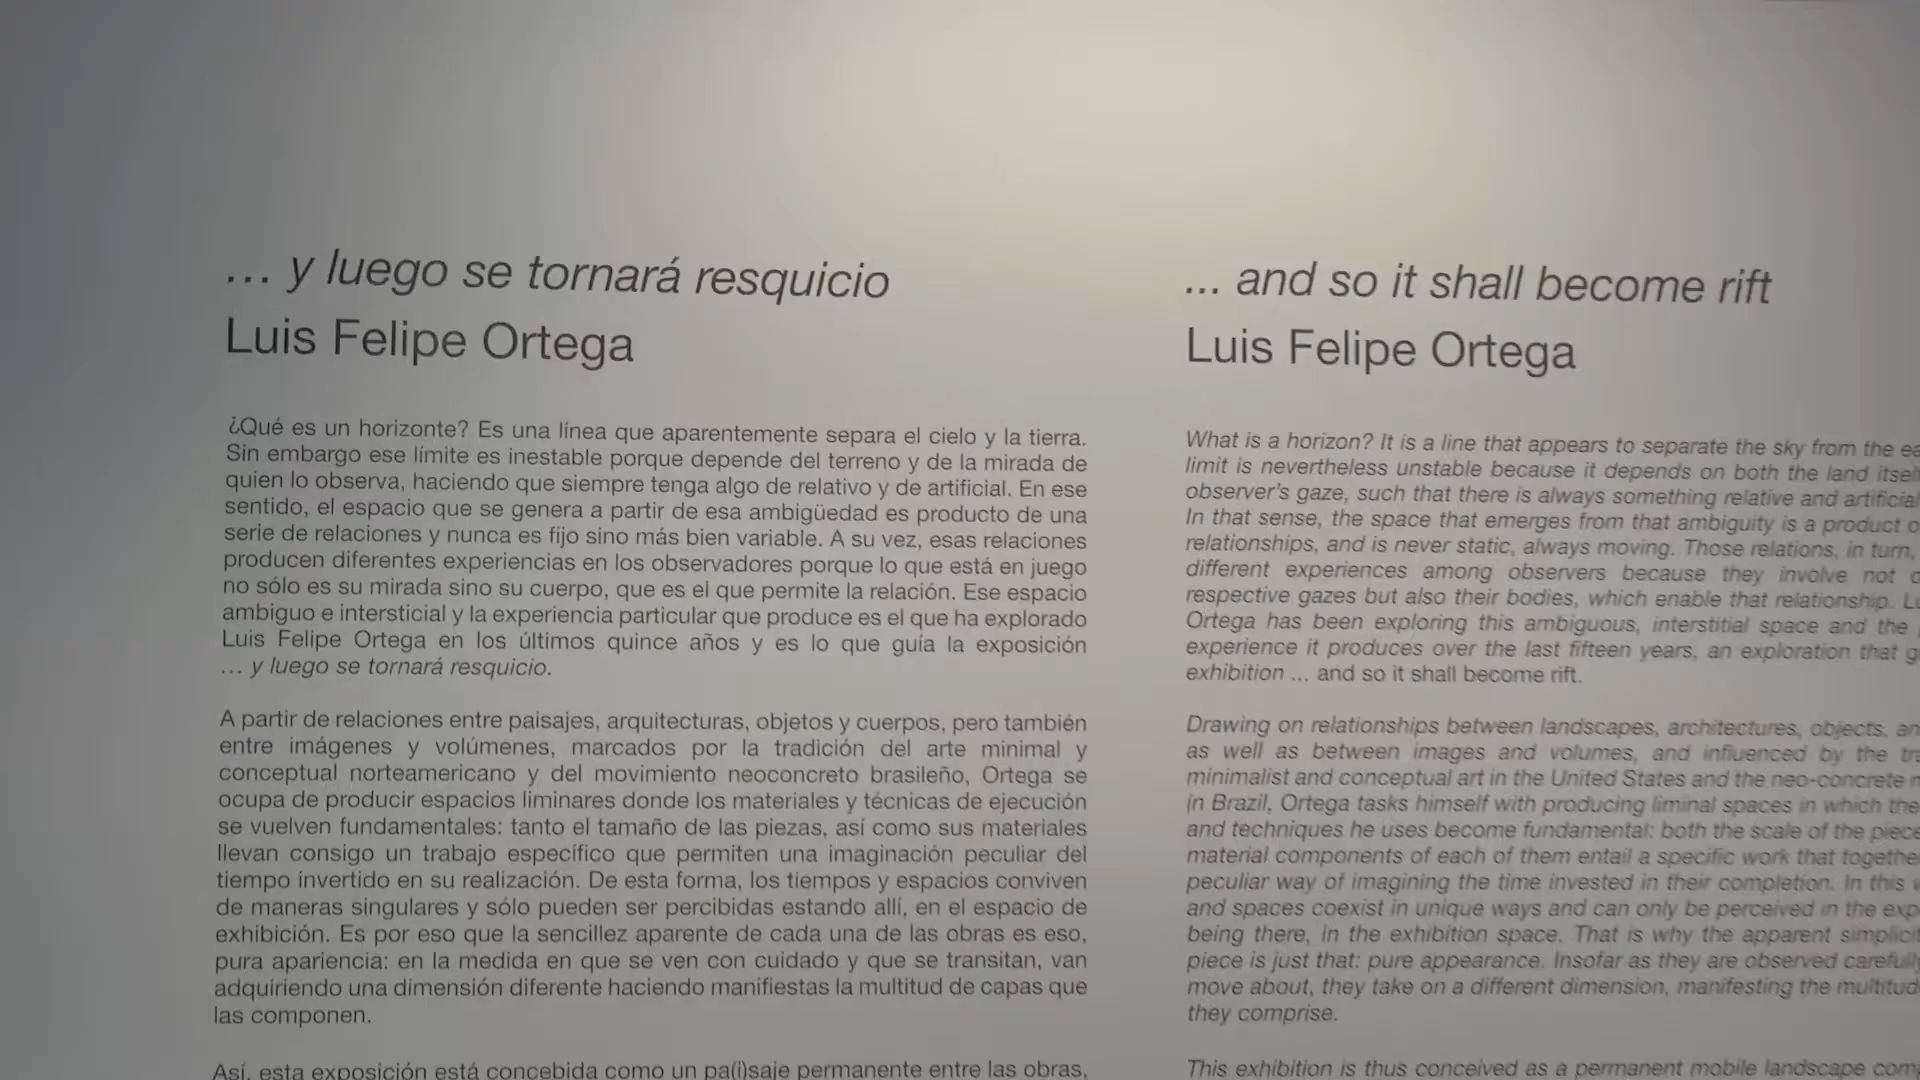 ... y luego se tornará resquicio
Luis Felipe Ortega
¿Qué es un horizonte? Es una línea que aparentemente separa el cielo y la tierra.
Sin embargo ese límite es inestable porque depende del terreno y de la mirada de
quien lo observa, haciendo que siempre tenga algo de relativo y de artificial. En ese
sentido, el espacio que se genera a partir de esa ambigüedad es producto de una
serie de relaciones y nunca es fijo sino más bien variable. A su vez, esas relaciones
producen diferentes experiencias en los observadores porque lo que está en juego
no sólo es su mirada sino su cuerpo, que es el que permite la relación. Ese espacio
ambiguo e intersticial y la experiencia particular que produce es el que ha explorado
Luis Felipe Ortega en los últimos quince años y es lo que guía la exposición
... y luego se tornará resquicio.
A partir de relaciones entre paisajes, arquitecturas, objetos y cuerpos, pero también
entre imágenes y volúmenes, marcados por la tradición del arte minimal y
conceptual norteamericano y del movimiento neoconcreto brasileño, Ortega se
ocupa de producir espacios liminares donde los materiales y técnicas de ejecución
se vuelven fundamentales: tanto el tamaño de las piezas, así como sus materiales
llevan consigo un trabajo específico que permiten una imaginación peculiar del
tiempo invertido en su realización. De esta forma, los tiempos y espacios conviven
de maneras singulares y sólo pueden ser percibidas estando allí, en el espacio de
exhibición. Es por eso que la sencillez aparente de cada una de las obras es eso,
pura apariencia: en la medida en que se ven con cuidado y que se transitan, van
adquiriendo una dimensión diferente haciendo manifiestas la multitud de capas que
las componen.
Así, esta exposición está concebida como un pa(i)saje permanente entre las obras,
... and so it shall become rift
Luis Felipe Ortega
What is a horizon? It is a line that appears to separate the sky from the
limit is nevertheless unstable because it depends on both the land
observer's gaze, such that there is always something relative and artificial
In that sense, the space that emerges from that ambiguity is a product
relationships, and is never static, always moving. Those relations, in turn,
different experiences among observers because they involve not
respective gazes but also their bodies, which enable that relationship.
Ortega has been exploring this ambiguous, interstitial space and the
experience it produces over the last fifteen years, an exploration that
exhibition ... and so it shall become rift.
Drawing on relationships between landscapes, architectures, objects,
as well as between images and volumes, and influenced by the
minimalist and conceptual art in the United States and the neo-concrete
in Brazil, Ortega tasks himself with producing liminal spaces in which
and techniques he uses become fundamental: both the scale of the
material components of each of them entail a specific work that
peculiar way of imagining the time invested in their completion. In this
and spaces coexist in unique ways and can only be perceived in the
being there, in the exhibition space. That is why the apparent
piece is just that: pure appearance. Insofar as they are observed
move about, they take on a different dimension, manifesting the
they comprise.
This exhibition is thus conceived as a permanent mobile landscape